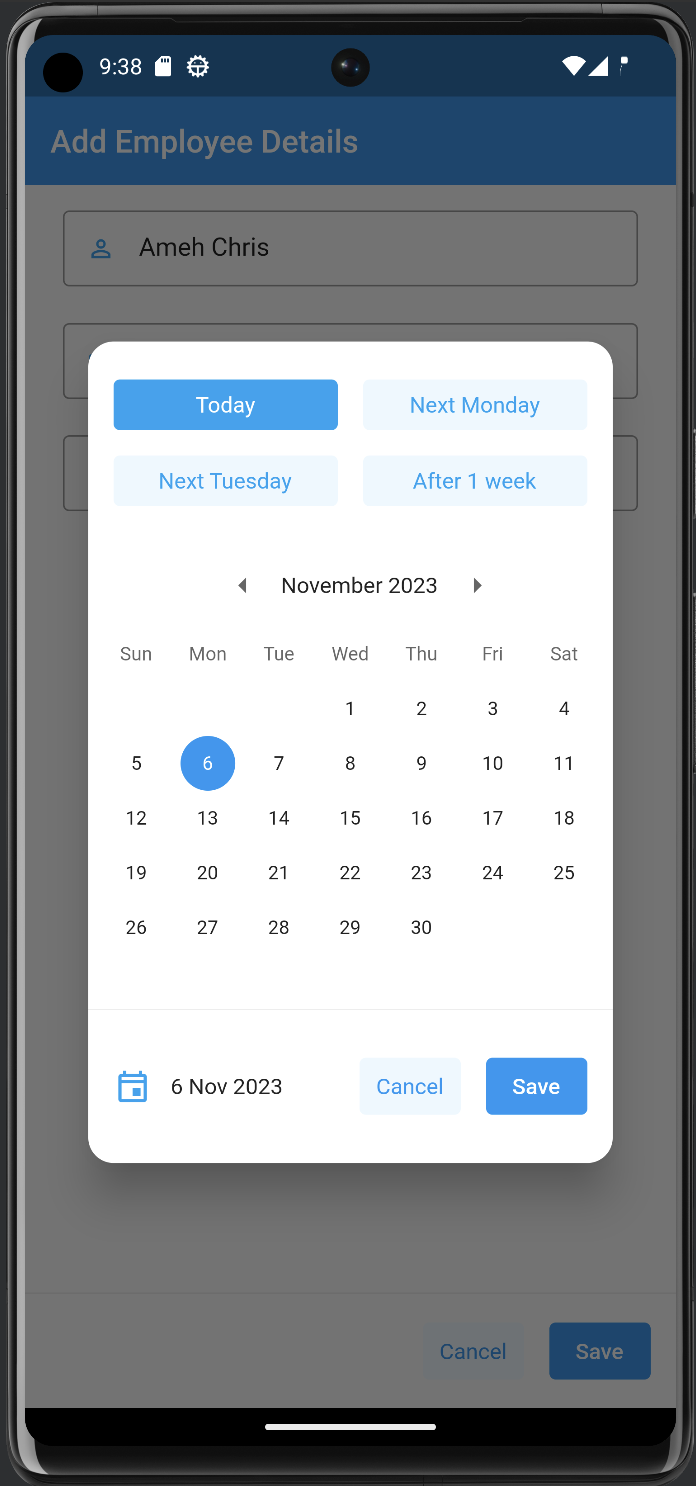 9:38
Add Employee Details
Ameh Chris
Today Next Monday
Next Tuesday After 1 week
November 2023
Sun Mon Tue Wed Thu Fri Sat
1 2 3 4
5 6 7 8 9 10 11
12 13 14 15 16 17 18
19 20 21 22 23 24 25
26 27 28 29 30
6 Nov 2023 Cancel Save
Cancel Save